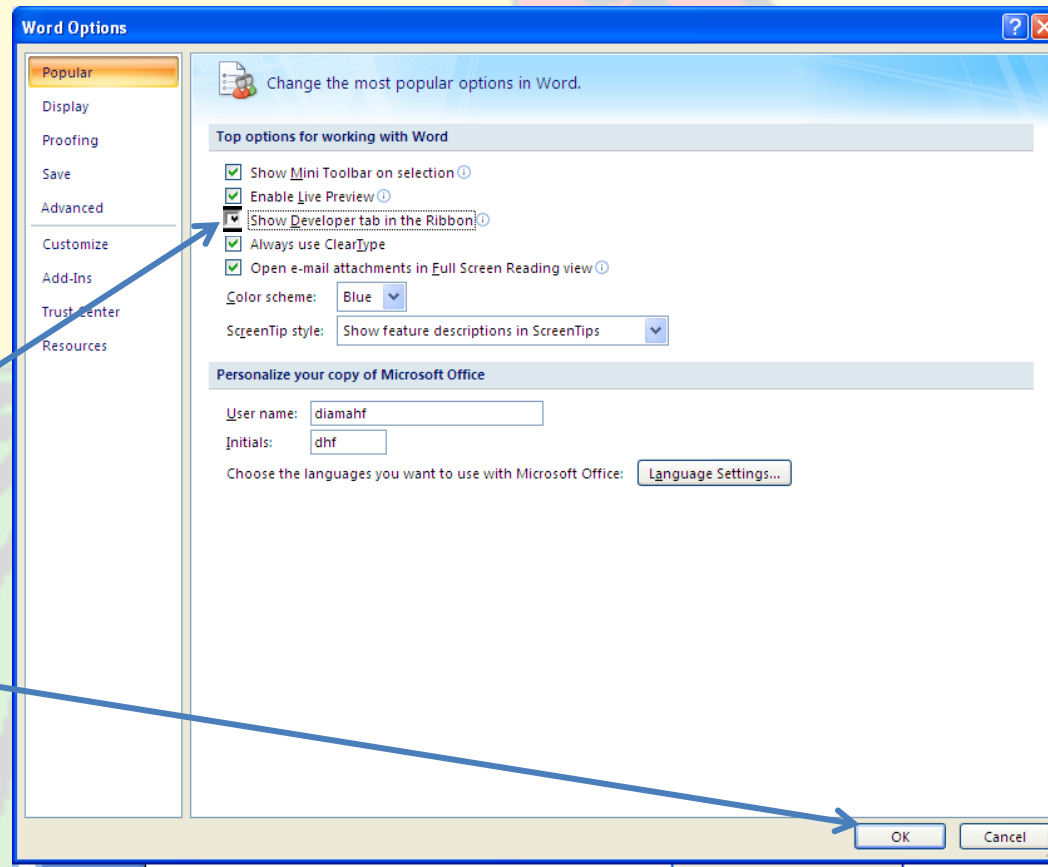 Word Options
Popular
Display
Proofing
Save
Advanced
Customize
Add-Ins
Trust Center
Resources
Change the most popular options in Word.
Top options for working with Word
Show Mini Toolbar on selection
Enable Live Preview
Show Developer tab in the Ribbon
Always use ClearType
Open e-mail attachments in Full Screen Reading view
Color scheme: Blue
ScreenTip style: Show feature descriptions in ScreenTips
Personalize your copy of Microsoft Office
User name: diamahf
Initials: dhf
Choose the languages you want to use with Microsoft Office: Language Settings...
OK Cancel